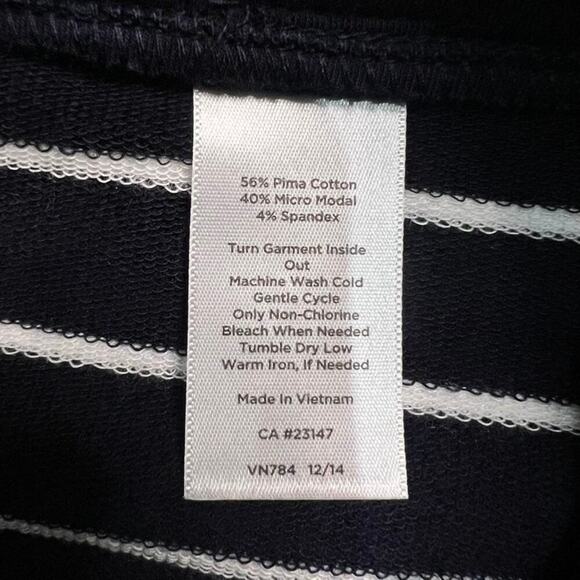 56% Pima Cotton
40% Micro Modal
4% Spandex
Turn Garment Inside
Out
Machine Wash Cold
Gentle Cycle
Only Non-Chlorine
Bleach When Needed
Tumble Dry Low
Warm Iron, If Needed
Made In Vietnam
CA #23147
VN784 12/14